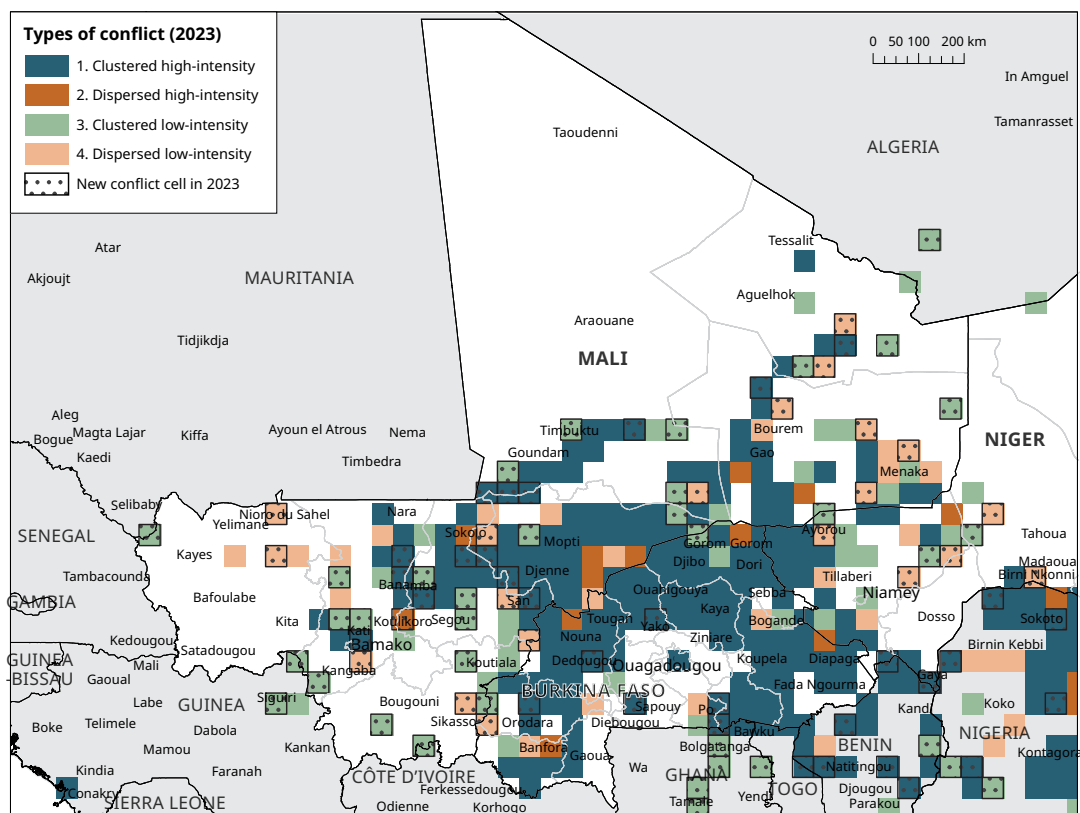 Types of conflict (2023)
1. Clustered high-intensity
2. Dispersed high-intensity
3. Clustered low-intensity
4. Dispersed low-intensity
New conflict cell in 2023
0 50 100 200 km
In Amguel
Tamanrasset
Taoudenni
ALGERIA
Atar
Tessalit
Akjoujt
MAURITANIA
Aguelhok
Araouane
Tidjikdja
MALI
Aleg
Magta Lajar
Kiffa
Ayoun el Atrous
Nema
Timbuktu
Bourem
Bogue
NIGER
Kaedi
Timbedra
Goundam
Gao
Menaka
Selibaby
Nioro du Sahel
Nara
Yelimane
SENEGAL
Sokolo
Mopti
Gorom Gorom
Ayorou
Tahoua
Kayes
Djibo
Dori
Madaoua
Tambacounda
Djenne
Tillaberi
Birni Nkonni
Banamba
Ouahigouya
Sebba
Niamey
GAMBIA
Bafoulabe
San
Kaya
Kita
Koulikoro
Segou
Tougan
Yako
Bogande
Dosso
Sokoto
Kati
Nouna
Ziniare
Kedougou
Satadougou
Bamako
Birnin Kebbi
GUINEA
-BISSAU
Mali
Kangaba
Koutiala
Dedougou
Ouagadougou
Koupela
Diapaga
Gaoual
Fada Ngourma
Gaya
Labe
GUINEA
Siguiri
Bougouni
BURKINA FASO
Sapouy
Po
Kand
Koko
Boke
Telimele
Dabola
Sikasso
Orodara
Diebougou
Bawku
NIGERIA
Mamou
Kankan
Banfora
Gaoua
Bolgatanga
BENIN
Kontagora
Kindia
Faranah
CÔTE D’IVOIRE
Wa
GHANA
Natitingou
Conakry
Ferkessedougou
Yendi
TOGO
Djougou
SIERRA LEONE
Odienne
Korhogo
Tamale
Parakou